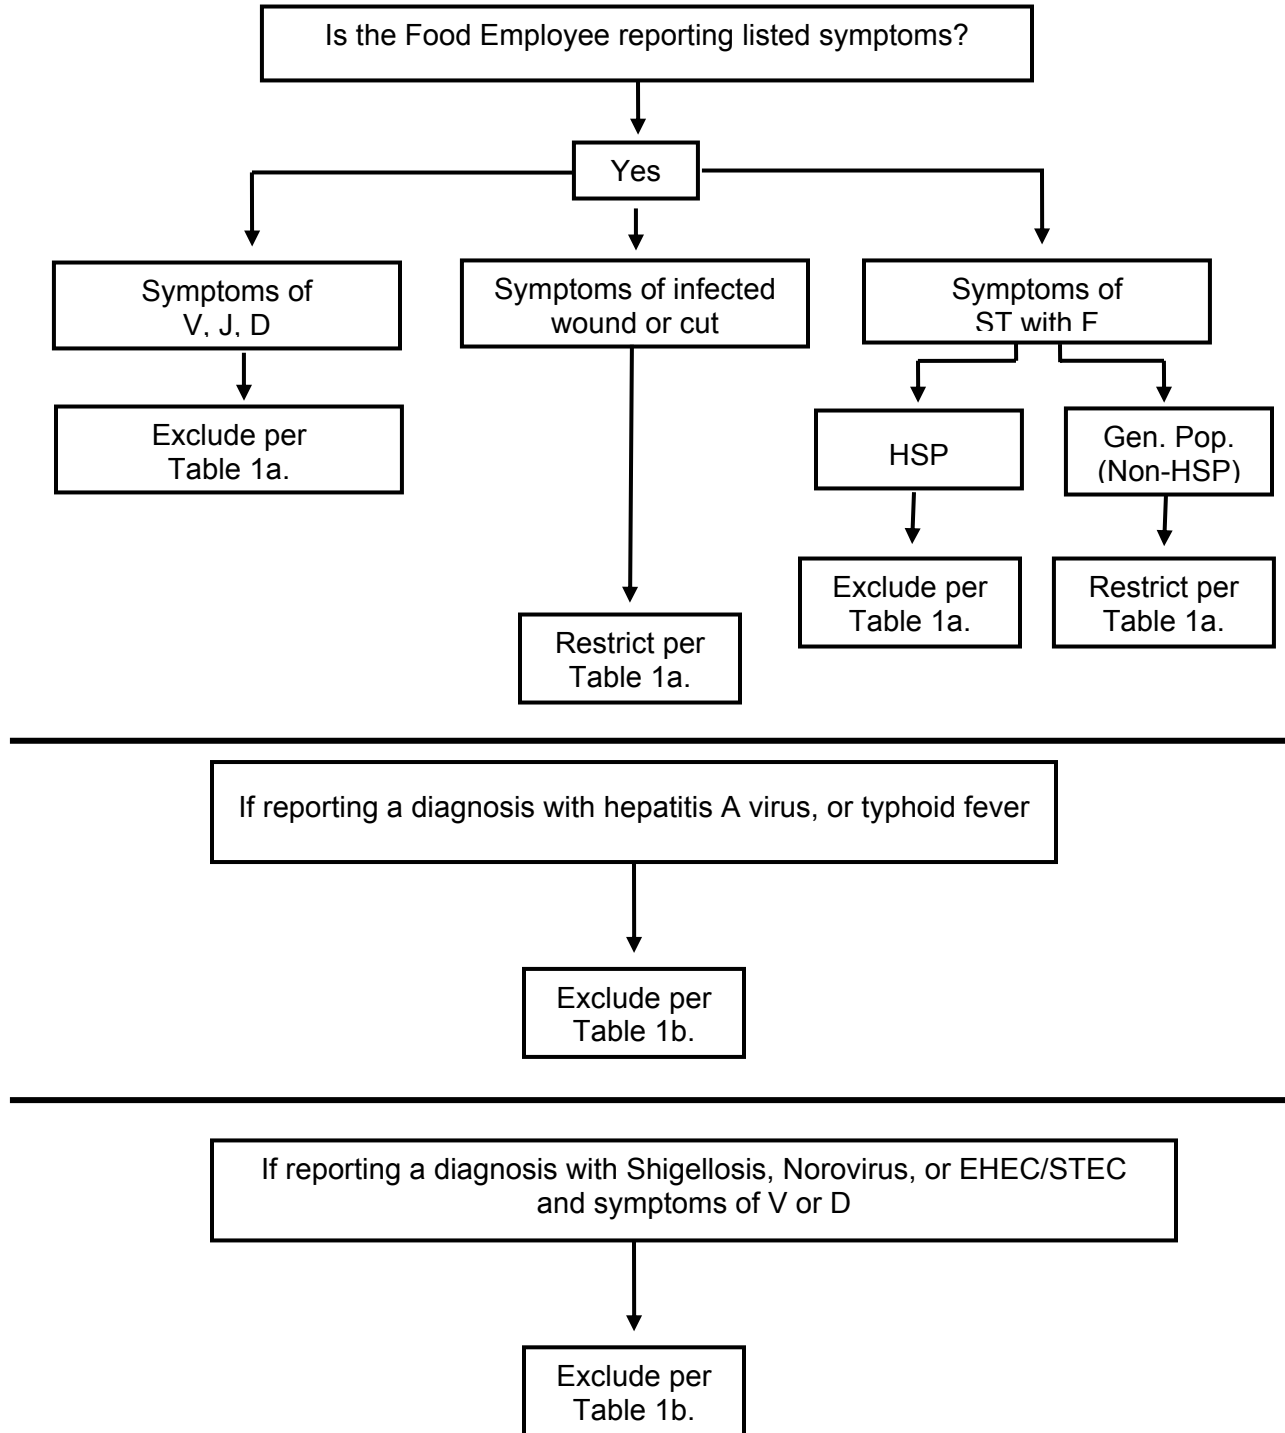 Is the Food Employee reporting listed symptoms?
Yes
Symptoms of
V, J, D
Symptoms of infected
wound or cut
Symptoms of
ST with F
Exclude per
Table 1a.
HSP
Gen. Pop.
(Non-HSP)
Exclude per
Table 1a.
Restrict per
Table 1a.
Restrict per
Table 1a.
If reporting a diagnosis with hepatitis A virus, or typhoid fever
Exclude per
Table 1b.
If reporting a diagnosis with Shigellosis, Norovirus, or EHEC/STEC
and symptoms of V or D
Exclude per
Table 1b.